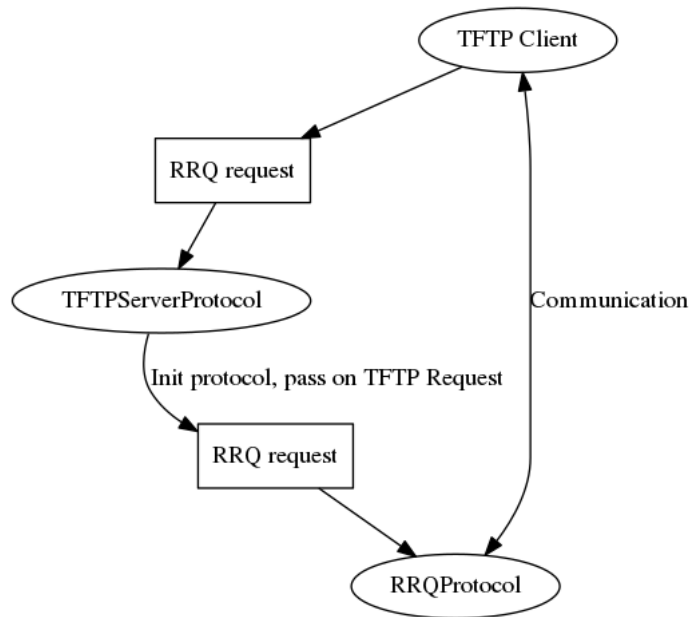 TFTP Client
RRQ request
TFTPServerProtocol
Communication
Init protocol, pass on TFTP Request
RRQ request
RRQProtocol